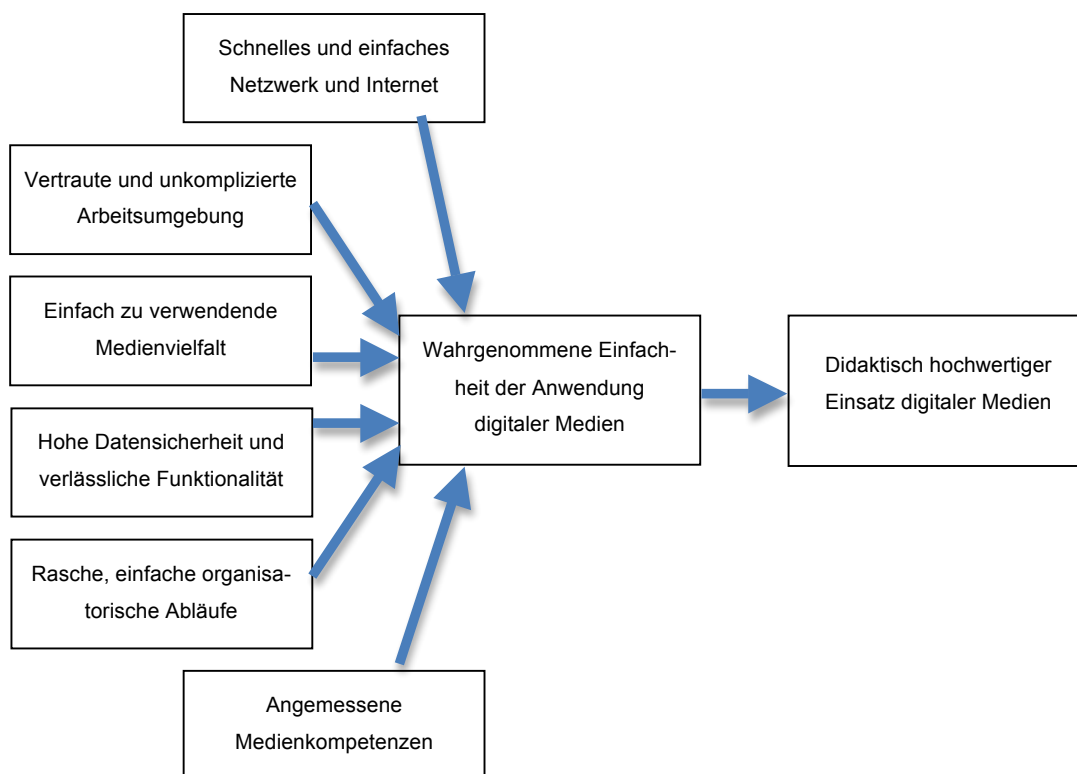 Schnelles und einfaches
Netzwerk und Internet
Vertraute und unkomplizierte
Arbeitsumgebung
Einfach zu verwendende
Medienvielfalt
Hohe Datensicherheit und
verlässliche Funktionalität
Rasche, einfache organisa-
torische Abläufe
Angemessene
Medienkompetenzen
Wahrgenommene Einfach-
heit der Anwendung
digitaler Medien
Didaktisch hochwertiger
Einsatz digitaler Medien